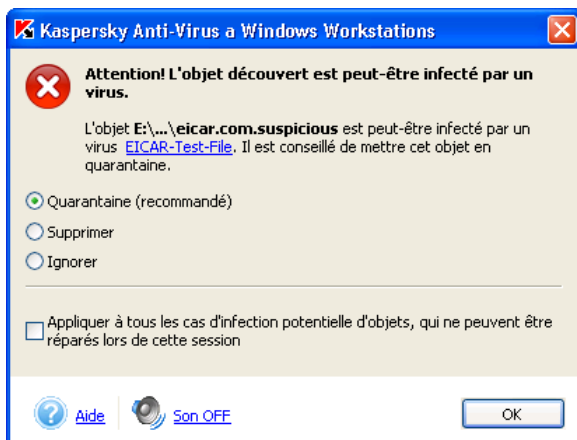 Kaspersky Anti-Virus a Windows Workstations
Attention! L'objet découvert est peut-être infecté par un
virus.
L'objet E:\...\eicar.com.suspicious est peut-être infecté par un
virus EICAR-Test-File. Il est conseillé de mettre cet objet en
quarantaine.
Quarantaine (recommandé)
Supprimer
Ignorer
Appliquer à tous les cas d'infection potentielle d'objets, qui ne peuvent être
réparés lors de cette session
Aide
Son OFF
OK